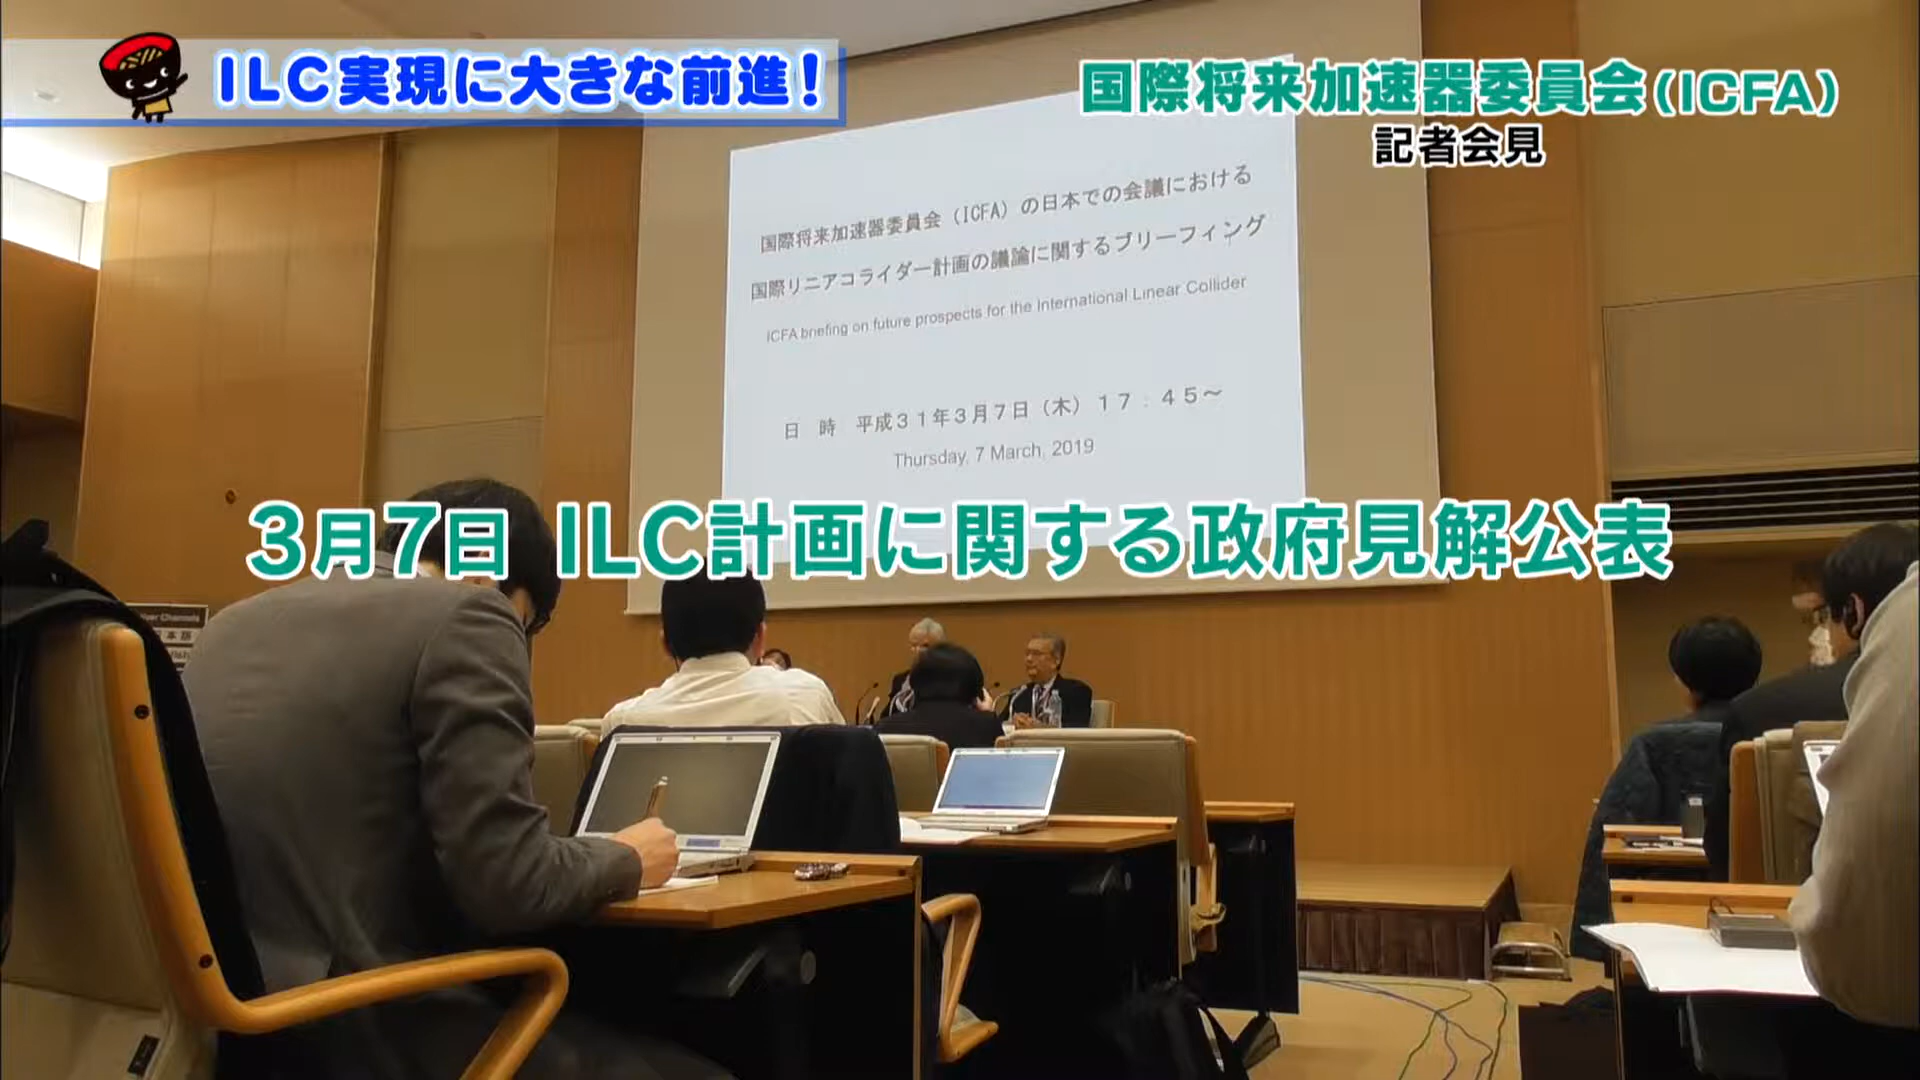 ILC実現に大きな前進!
国際将来加速器委員会(ICFA)
記者会見
国際将来加速器委員会(ICFA)の日本での会議における
国際リニアコライダー計画の議論に関するブリーフィング
ICFA briefing on future prospects for the International Linear Collider
日 時 平成31年3月7日(木)17:45~
Thursday, 7 March, 2019
3月7日 ILC計画に関する政府見解公表